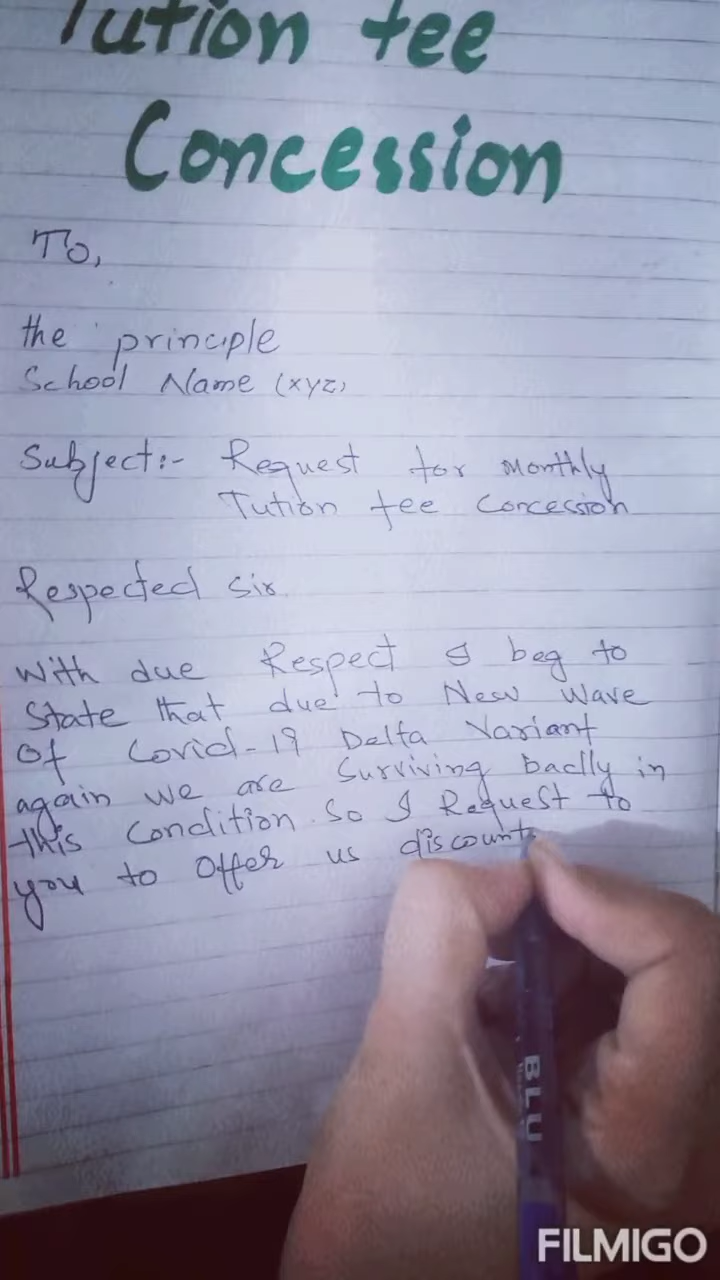 Tution fee
Concession
To,
the principle
School Name (xyz)
Subject:- Request for Monthly
Tution fee Concession
Respected Sir
With due Respect I beg to
State that due to New Wave
Of Covid-19 Delta Variant
again we are Surviving badly in
this Condition. So I Request to
you to Offer us discount
BLU
FILMIGO